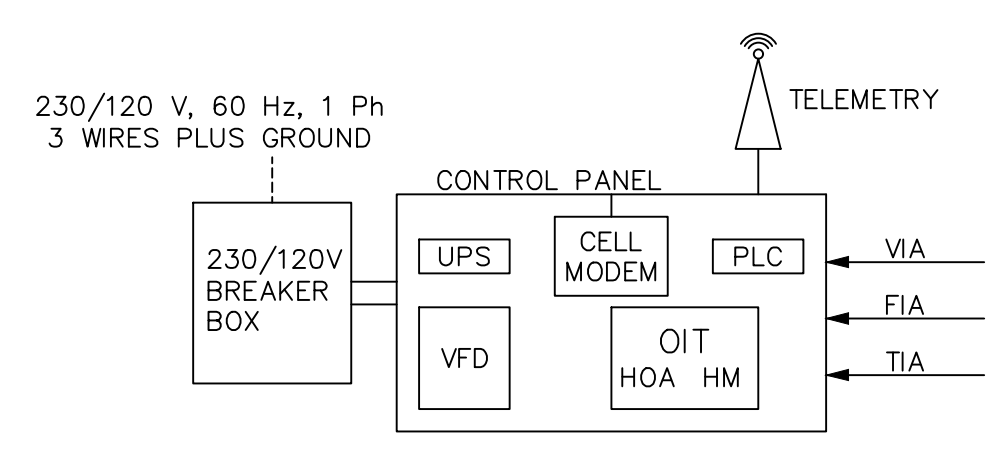 230/120 V, 60 Hz, 1 Ph
3 WIRES PLUS GROUND
TELEMETRY
CONTROL PANEL
230/120V
BREAKER
BOX
UPS
CELL
MODEM
PLC
VFD
OIT
HOA HM
VIA
FIA
TIA